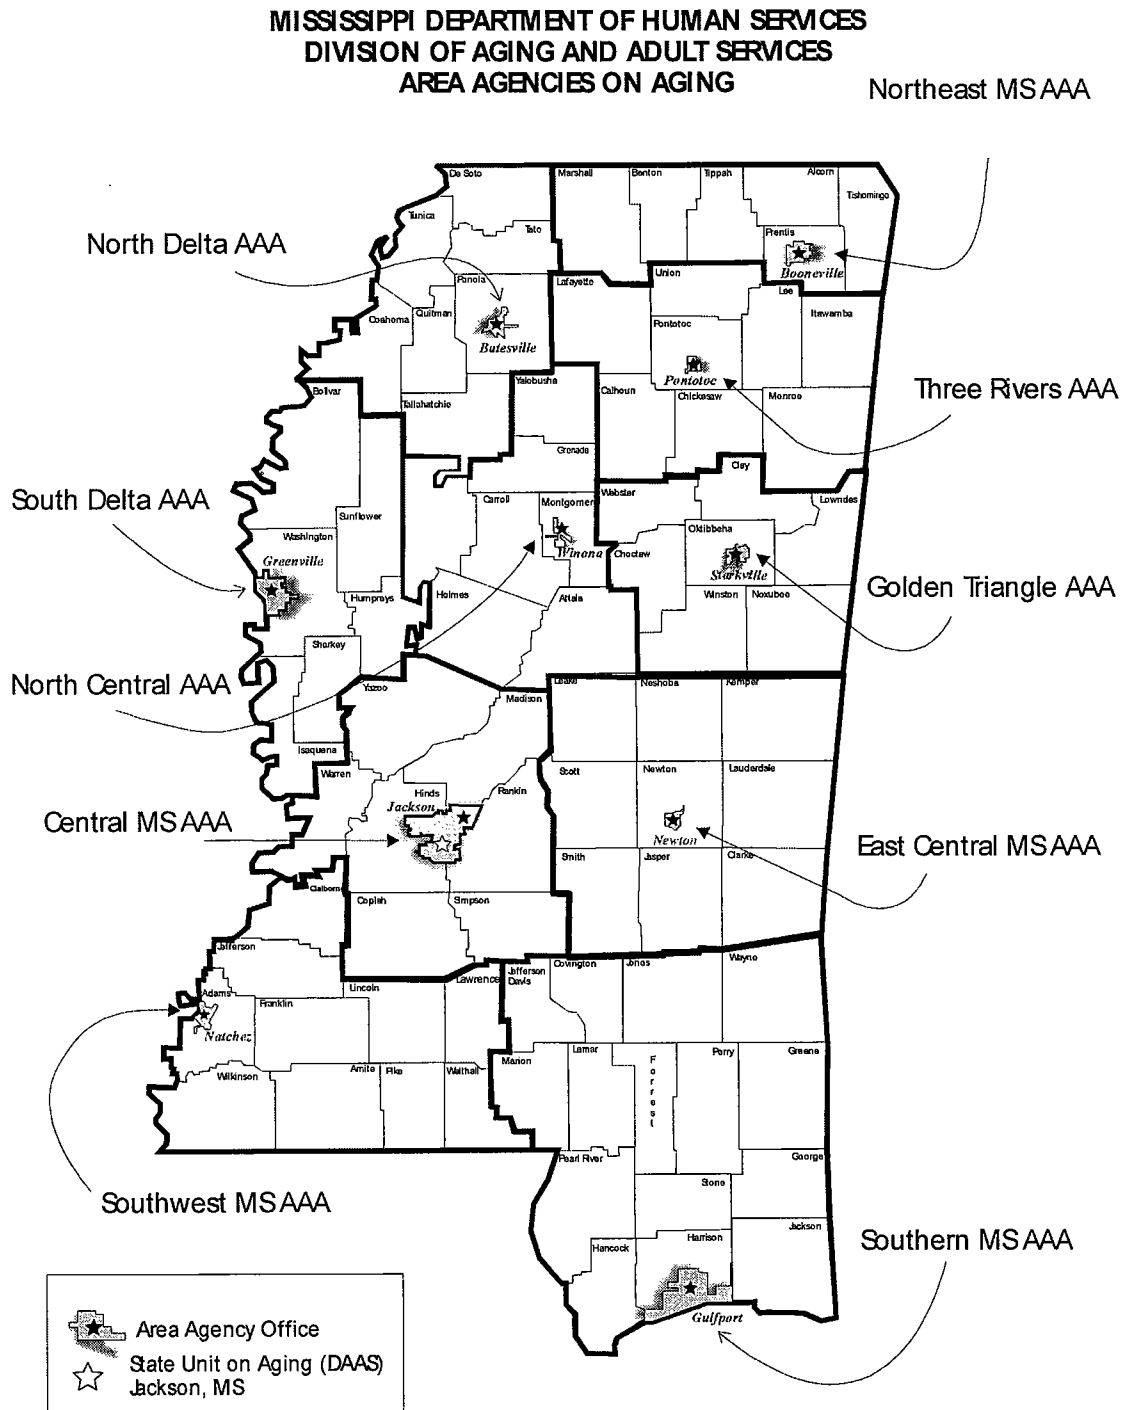 MISSISSIPPI DEPARTMENT OF HUMAN SERVICES
DIVISION OF AGING AND ADULT SERVICES
AREA AGENCIES ON AGING
Northeast MS AAA
De Soto
Marshall
Benton
Tippah
Alcorn
Tishomingo
Tunica
Tate
Prentis
Booneville
North Delta AAA
Panola
Lafayette
Union
Lee
Itawamba
Coahoma
Quitman
Pontotoc
Batesville
Pontotoc
Three Rivers AAA
Bolivar
Yalobusha
Calhoun
Chickasaw
Monroe
Tallahatchie
Grenada
Clay
South Delta AAA
Carroll
Montgomer
Webster
Lowndes
Sunflower
Washington
Oktibbeha
Greenville
Winona
Choctaw
Starkville
Golden Triangle AAA
Humphreys
Holmes
Attala
Winston
Noxubee
Sharkey
North Central AAA
Yazoo
Madison
Leake
Neshoba
Kemper
Issaquena
Warren
Scott
Newton
Lauderdale
Hinds
Rankin
Jackson
Central MS AAA
Newton
East Central MS AAA
Smith
Jasper
Clarke
Claiborne
Copiah
Simpson
Jefferson
Lawrence
Jefferson
Davis
Covington
Jones
Wayne
Adams
Franklin
Lincoln
Natchez
Marion
Lamar
Forrest
Perry
Greene
Wilkinson
Amite
Pike
Walthall
Pearl River
George
Southwest MS AAA
Stone
Hancock
Harrison
Jackson
Southern MS AAA
Gulfport
Area Agency Office
State Unit on Aging (DAAS)
Jackson, MS